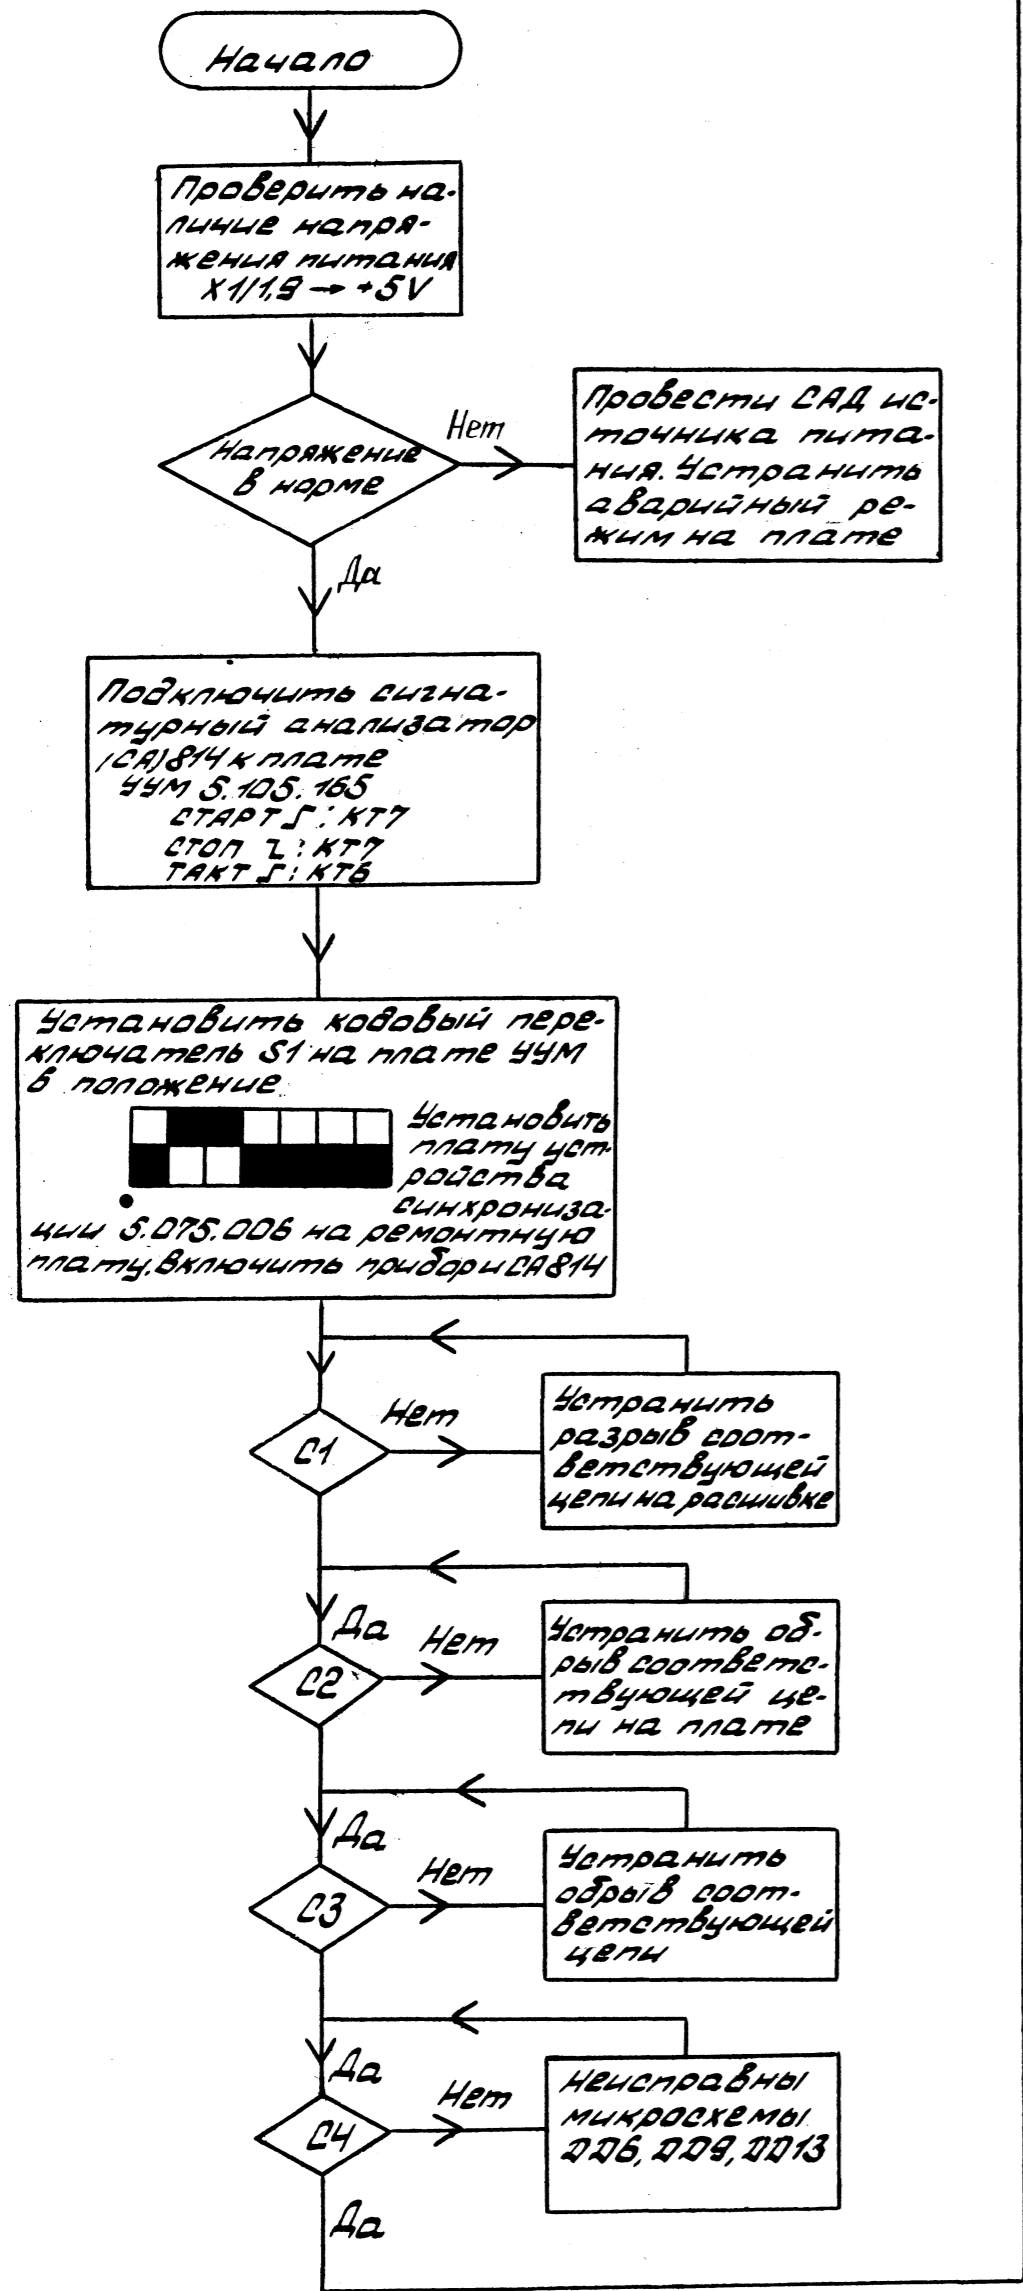 Начало
Проверить на-
личие напря-
жения питания
X1/1,9 → +5V
Напряжение
в норме
Нет
Провести САД ис-
точника пита-
ния. Устранить
аварийный ре-
жим на плате
Да
Подключить сигна-
турный анализатор
(СА)814 к плате
УУМ 5.105.165
СТАРТ ʃ : КТ7
СТОП ʅ : КТ7
ТАКТ ʃ : КТ6
Установить кодовый пере-
ключатель S1 на плате УУМ
в положение
Установить
плату уст-
ройства
синхрониза-
ции 5.075.006 на ремонтную
плату. Включить прибор и СА 814
С1
Нет
Устранить
разрыв соот-
ветствующей
цепи на расшивке
Да
С2
Нет
Устранить об-
рыв соответс-
твующей це-
пи на плате
Да
С3
Нет
Устранить
обрыв соот-
ветствующей
цепи
Да
С4
Нет
Неисправны
микросхемы
DD6, DD9, DD13
Да